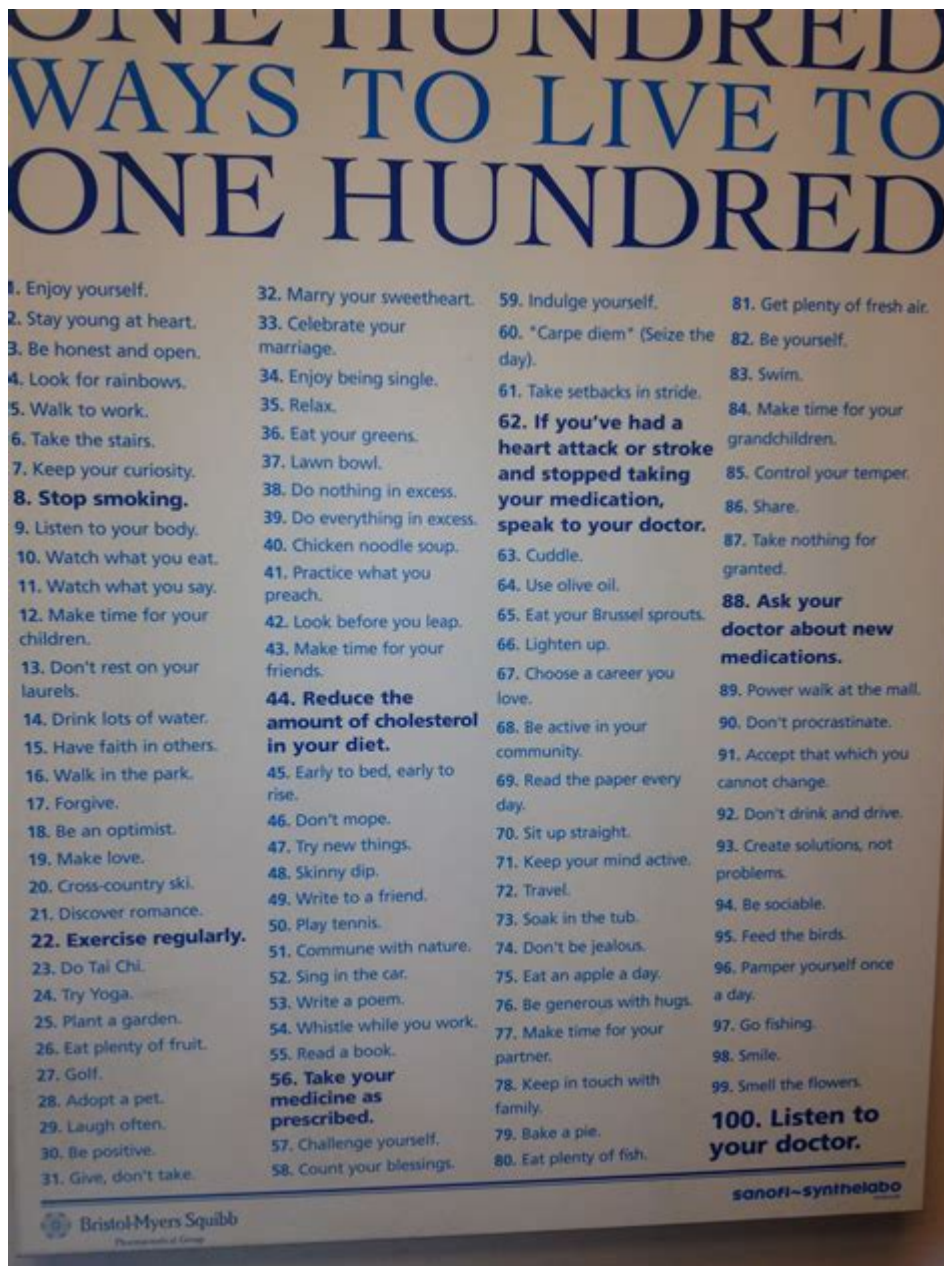 ONE HUNDRED
WAYS TO LIVE TO
ONE HUNDRED
1. Enjoy yourself.
2. Stay young at heart.
3. Be honest and open.
4. Look for rainbows.
5. Walk to work.
6. Take the stairs.
7. Keep your curiosity.
8. Stop smoking.
9. Listen to your body.
10. Watch what you eat.
11. Watch what you say.
12. Make time for your
children.
13. Don't rest on your
laurels.
14. Drink lots of water.
15. Have faith in others.
16. Walk in the park.
17. Forgive.
18. Be an optimist.
19. Make love.
20. Cross-country ski.
21. Discover romance.
22. Exercise regularly.
23. Do Tai Chi.
24. Try Yoga.
25. Plant a garden.
26. Eat plenty of fruit.
27. Golf.
28. Adopt a pet.
29. Laugh often.
30. Be positive.
31. Give, don't take.
32. Marry your sweetheart.
33. Celebrate your
marriage.
34. Enjoy being single.
35. Relax.
36. Eat your greens.
37. Lawn bowl.
38. Do nothing in excess.
39. Do everything in excess.
40. Chicken noodle soup.
41. Practice what you
preach.
42. Look before you leap.
43. Make time for your
friends.
44. Reduce the
amount of cholesterol
in your diet.
45. Early to bed, early to
rise.
46. Don't mope.
47. Try new things.
48. Skinny dip.
49. Write to a friend.
50. Play tennis.
51. Commune with nature.
52. Sing in the car.
53. Write a poem.
54. Whistle while you work.
55. Read a book.
56. Take your
medicine as
prescribed.
57. Challenge yourself.
58. Count your blessings.
59. Indulge yourself.
60. "Carpe diem" (Seize the
day).
61. Take setbacks in stride.
62. If you've had a
heart attack or stroke
and stopped taking
your medication,
speak to your doctor.
63. Cuddle.
64. Use olive oil.
65. Eat your Brussel sprouts.
66. Lighten up.
67. Choose a career you
love.
68. Be active in your
community.
69. Read the paper every
day.
70. Sit up straight.
71. Keep your mind active.
72. Travel.
73. Soak in the tub.
74. Don't be jealous.
75. Eat an apple a day.
76. Be generous with hugs.
77. Make time for your
partner.
78. Keep in touch with
family.
79. Bake a pie.
80. Eat plenty of fish.
81. Get plenty of fresh air.
82. Be yourself.
83. Swim.
84. Make time for your
grandchildren.
85. Control your temper.
86. Share.
87. Take nothing for
granted.
88. Ask your
doctor about new
medications.
89. Power walk at the mall.
90. Don't procrastinate.
91. Accept that which you
cannot change.
92. Don't drink and drive.
93. Create solutions, not
problems.
94. Be sociable.
95. Feed the birds.
96. Pamper yourself once
a day.
97. Go fishing.
98. Smile.
99. Smell the flowers.
100. Listen to
your doctor.
Bristol-Myers Squibb
Pharmaceutical Group
sanofi~synthelabo